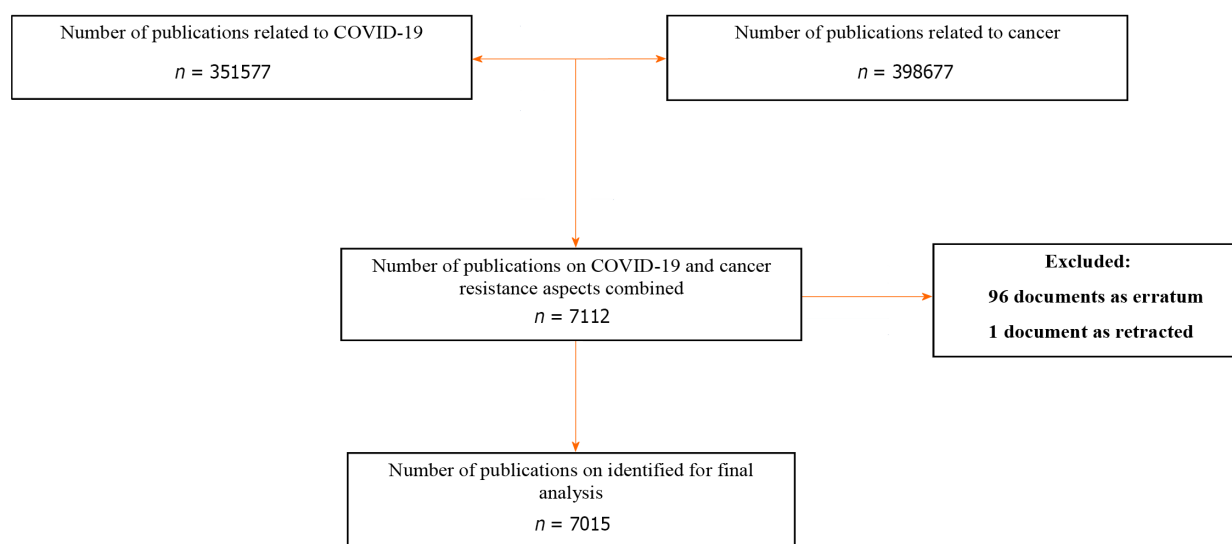 Number of publications related to COVID-19
n = 351577
Number of publications related to cancer
n = 398677
Number of publications on COVID-19 and cancer
resistance aspects combined
n = 7112
Excluded:
96 documents as erratum
1 document as retracted
Number of publications on identified for final
analysis
n = 7015